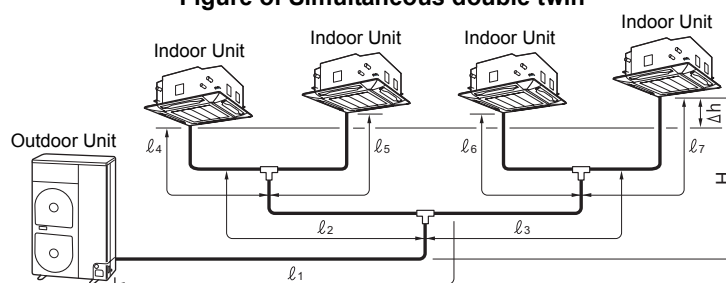 Figure of Simultaneous double twin
Indoor Unit
Indoor Unit
Indoor Unit
Indoor Unit
Outdoor Unit
ℓ4
ℓ5
ℓ6
ℓ7
Δh
H
ℓ2
ℓ3
ℓ1